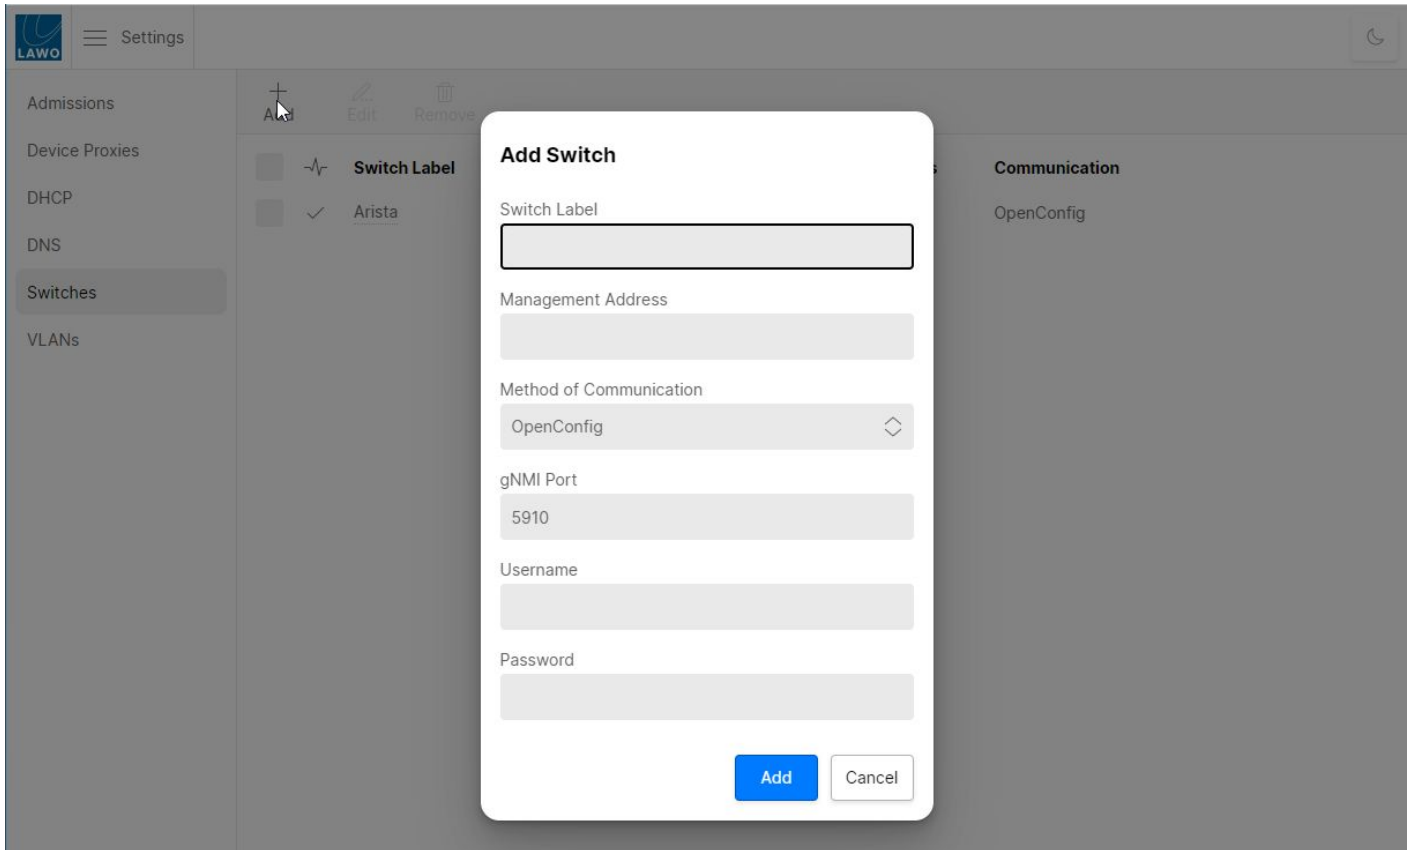 LAWO
Settings
Admissions
Device Proxies
DHCP
DNS
Switches
VLANs
Add Edit Remove
Switch Label Communication
Arista OpenConfig
Add Switch
Switch Label
Management Address
Method of Communication
OpenConfig
gNMI Port
5910
Username
Password
Add Cancel